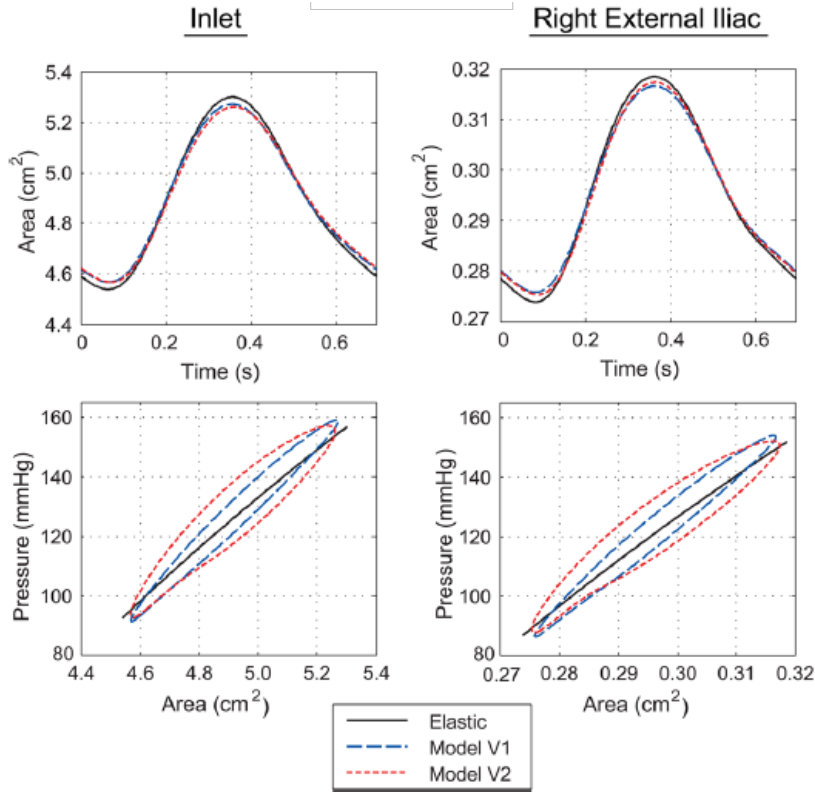 Inlet
Right External Iliac
5.4
5.2
5.0
4.8
4.6
4.4
Area (cm²)
0 0.2 0.4 0.6
Time (s)
0.32
0.31
0.30
0.29
0.28
0.27
Area (cm²)
0 0.2 0.4 0.6
Time (s)
160
140
120
100
80
Pressure (mmHg)
4.4 4.6 4.8 5.0 5.2 5.4
Area (cm²)
160
140
120
100
80
Pressure (mmHg)
0.27 0.28 0.29 0.30 0.31 0.32
Area (cm²)
Elastic
Model V1
Model V2